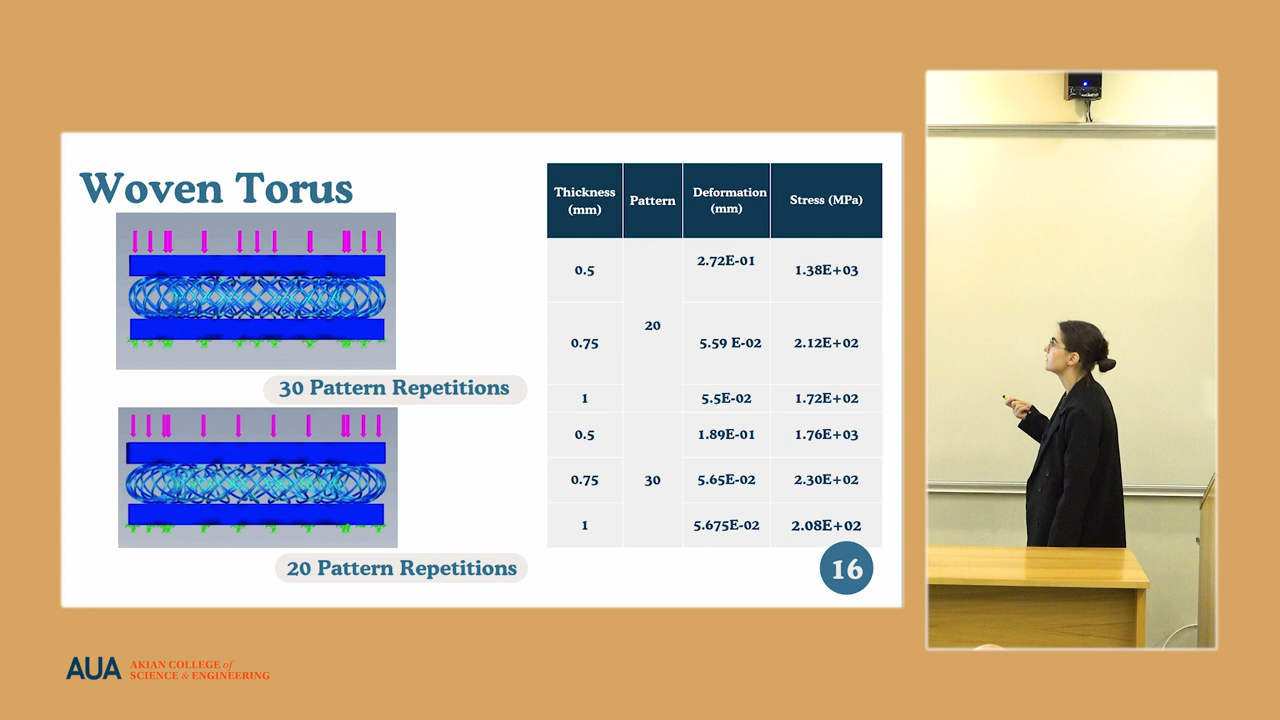 Woven Torus
30 Pattern Repetitions
20 Pattern Repetitions
Thickness (mm) Pattern Deformation (mm) Stress (MPa)
0.5 20 2.72E-01 1.38E+03
0.75 5.59 E-02 2.12E+02
1 5.5E-02 1.72E+02
0.5 30 1.89E-01 1.76E+03
0.75 5.65E-02 2.30E+02
1 5.675E-02 2.08E+02
16
AUA AKIAN COLLEGE of
SCIENCE & ENGINEERING